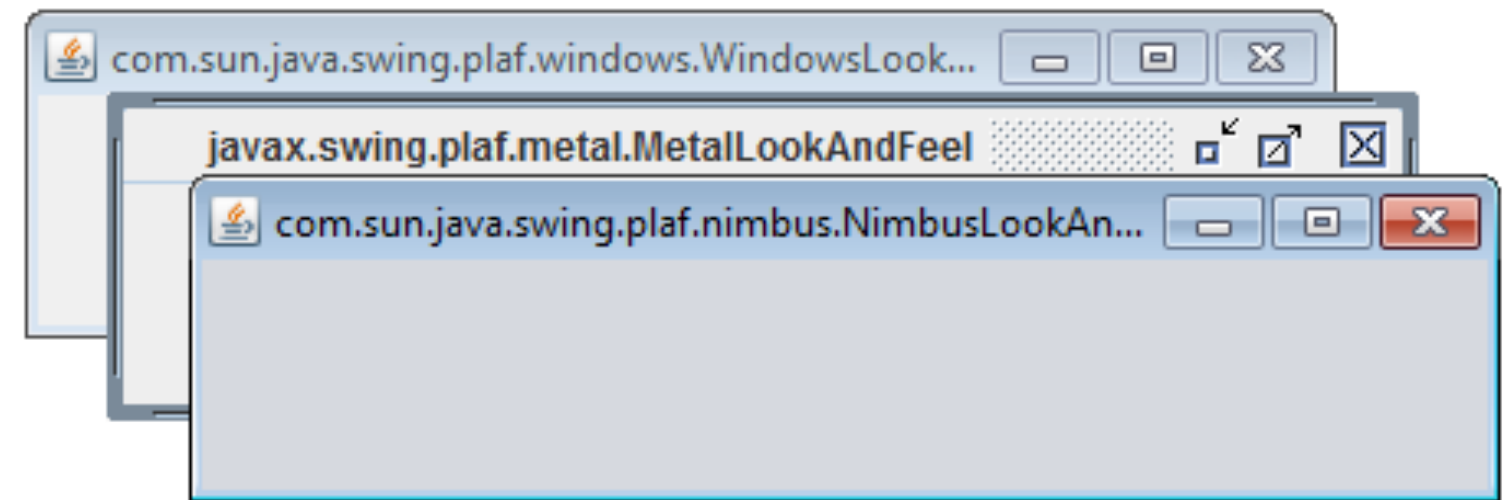 com.sun.java.swing.plaf.windows.WindowsLook...
javax.swing.plaf.metal.MetalLookAndFeel
com.sun.java.swing.plaf.nimbus.NimbusLookAn...